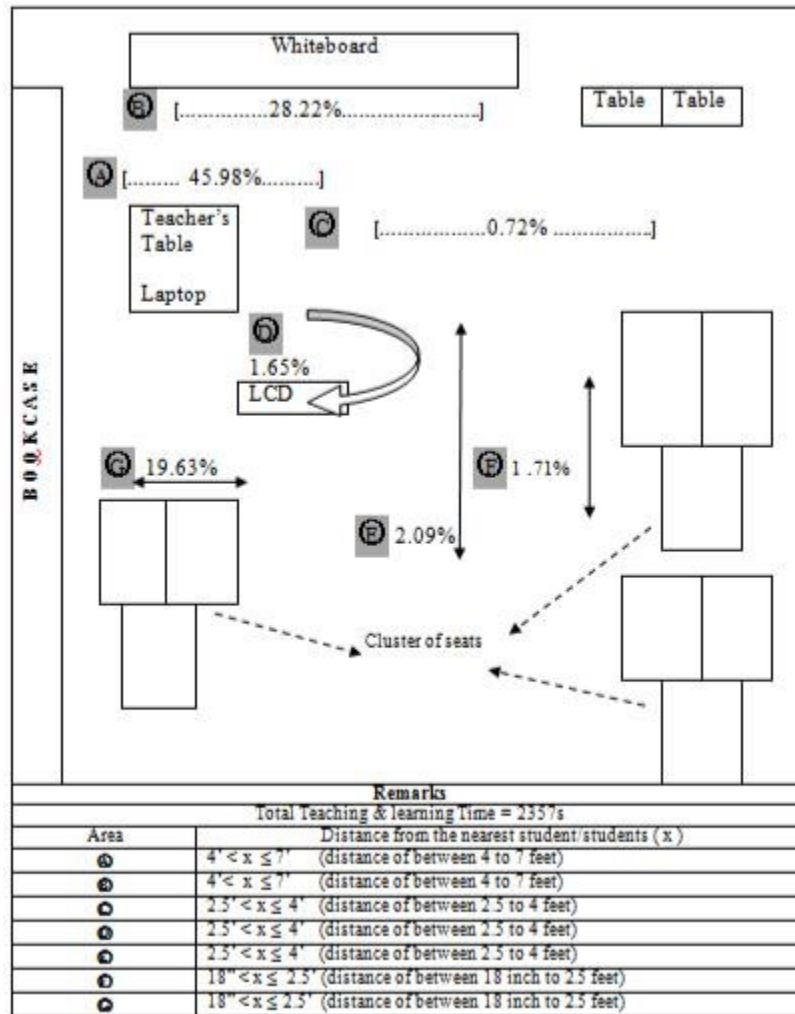 Whiteboard
B [...............28.22%........................]
Table Table
A [......... 45.98%..........]
Teacher's
Table
C [..................0.72% ................]
Laptop
D
1.65%
LCD
BOOKCASE
G 19.63%
F 1 .71%
E 2.09%
Cluster of seats
Remarks
Total Teaching & learning Time = 2357s
Area Distance from the nearest student/students ( x )
4' < x ≤ 7' (distance of between 4 to 7 feet)
4' < x ≤ 7' (distance of between 4 to 7 feet)
2.5' < x ≤ 4' (distance of between 2.5 to 4 feet)
2.5' < x ≤ 4' (distance of between 2.5 to 4 feet)
2.5' < x ≤ 4' (distance of between 2.5 to 4 feet)
18" < x ≤ 2.5' (distance of between 18 inch to 2.5 feet)
18" < x ≤ 2.5' (distance of between 18 inch to 2.5 feet)